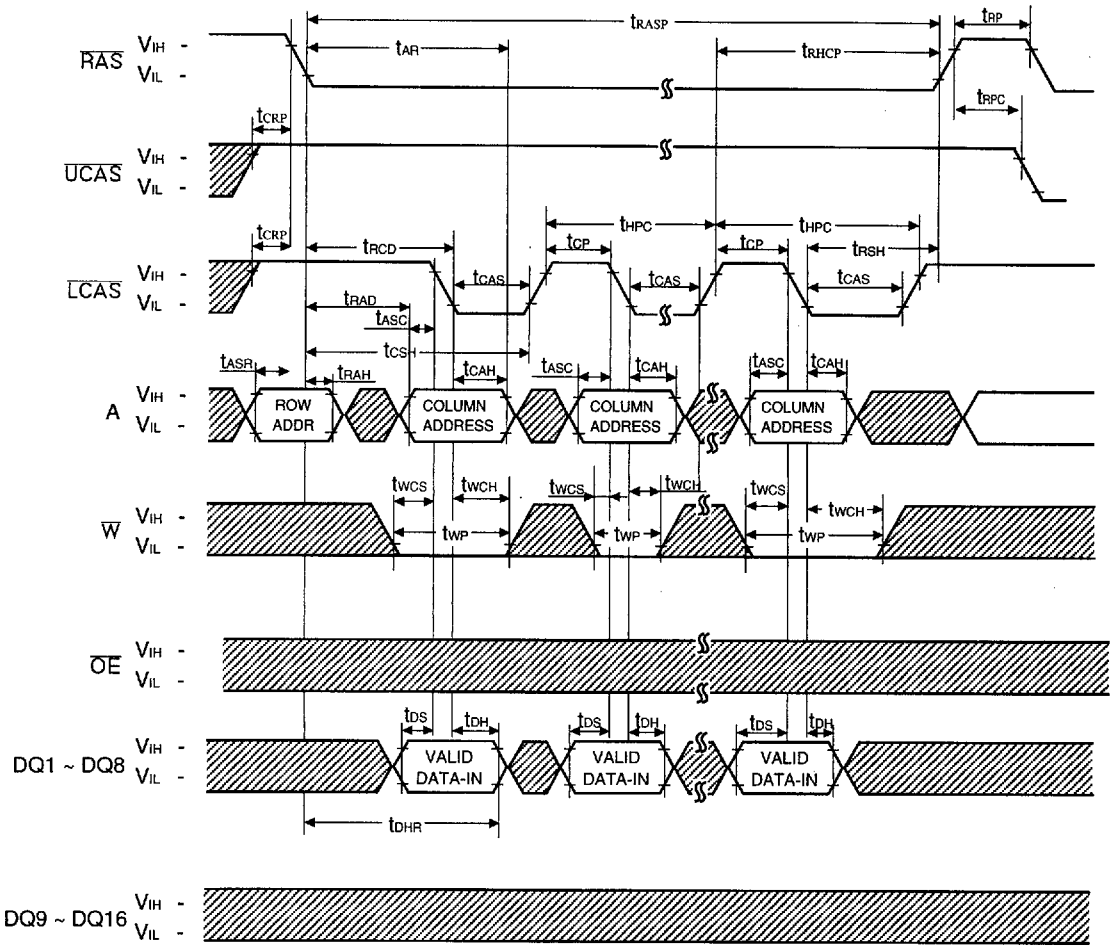 tRASP
tRP
tAR
tRHCP
RAS
VIH -
VIL -
tRPC
tCRP
UCAS
VIH -
VIL -
tCRP
tRCD
tHPC
tHPC
tCP
tCP
tRSH
LCAS
VIH -
VIL -
tCAS
tCAS
tCAS
tRAD
tASC
tCSH
tASR
tRAH
tCAH
tASC
tCAH
tASC
tCAH
A
VIH -
VIL -
ROW ADDR
COLUMN ADDRESS
COLUMN ADDRESS
COLUMN ADDRESS
tWCS
tWCH
tWCS
tWCH
tWCS
tWCH
W
VIH -
VIL -
tWP
tWP
tWP
OE
VIH -
VIL -
tDS
tDH
tDS
tDH
tDS
tDH
DQ1 ~ DQ8
VIH -
VIL -
VALID DATA-IN
VALID DATA-IN
VALID DATA-IN
tDHR
DQ9 ~ DQ16
VIH -
VIL -